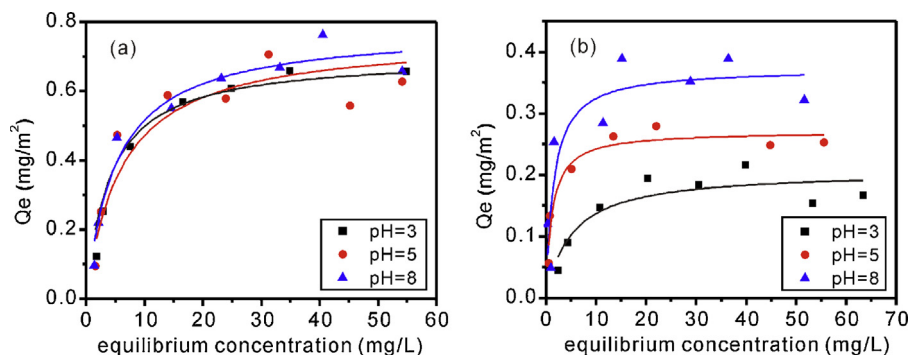 (a)
Qe (mg/m²)
0.8
0.6
0.4
0.2
0.0
0 10 20 30 40 50 60
equilibrium concentration (mg/L)
pH=3
pH=5
pH=8
(b)
Qe (mg/m²)
0.4
0.3
0.2
0.1
0.0
0 10 20 30 40 50 60 70
equilibrium concentration (mg/L)
pH=3
pH=5
pH=8